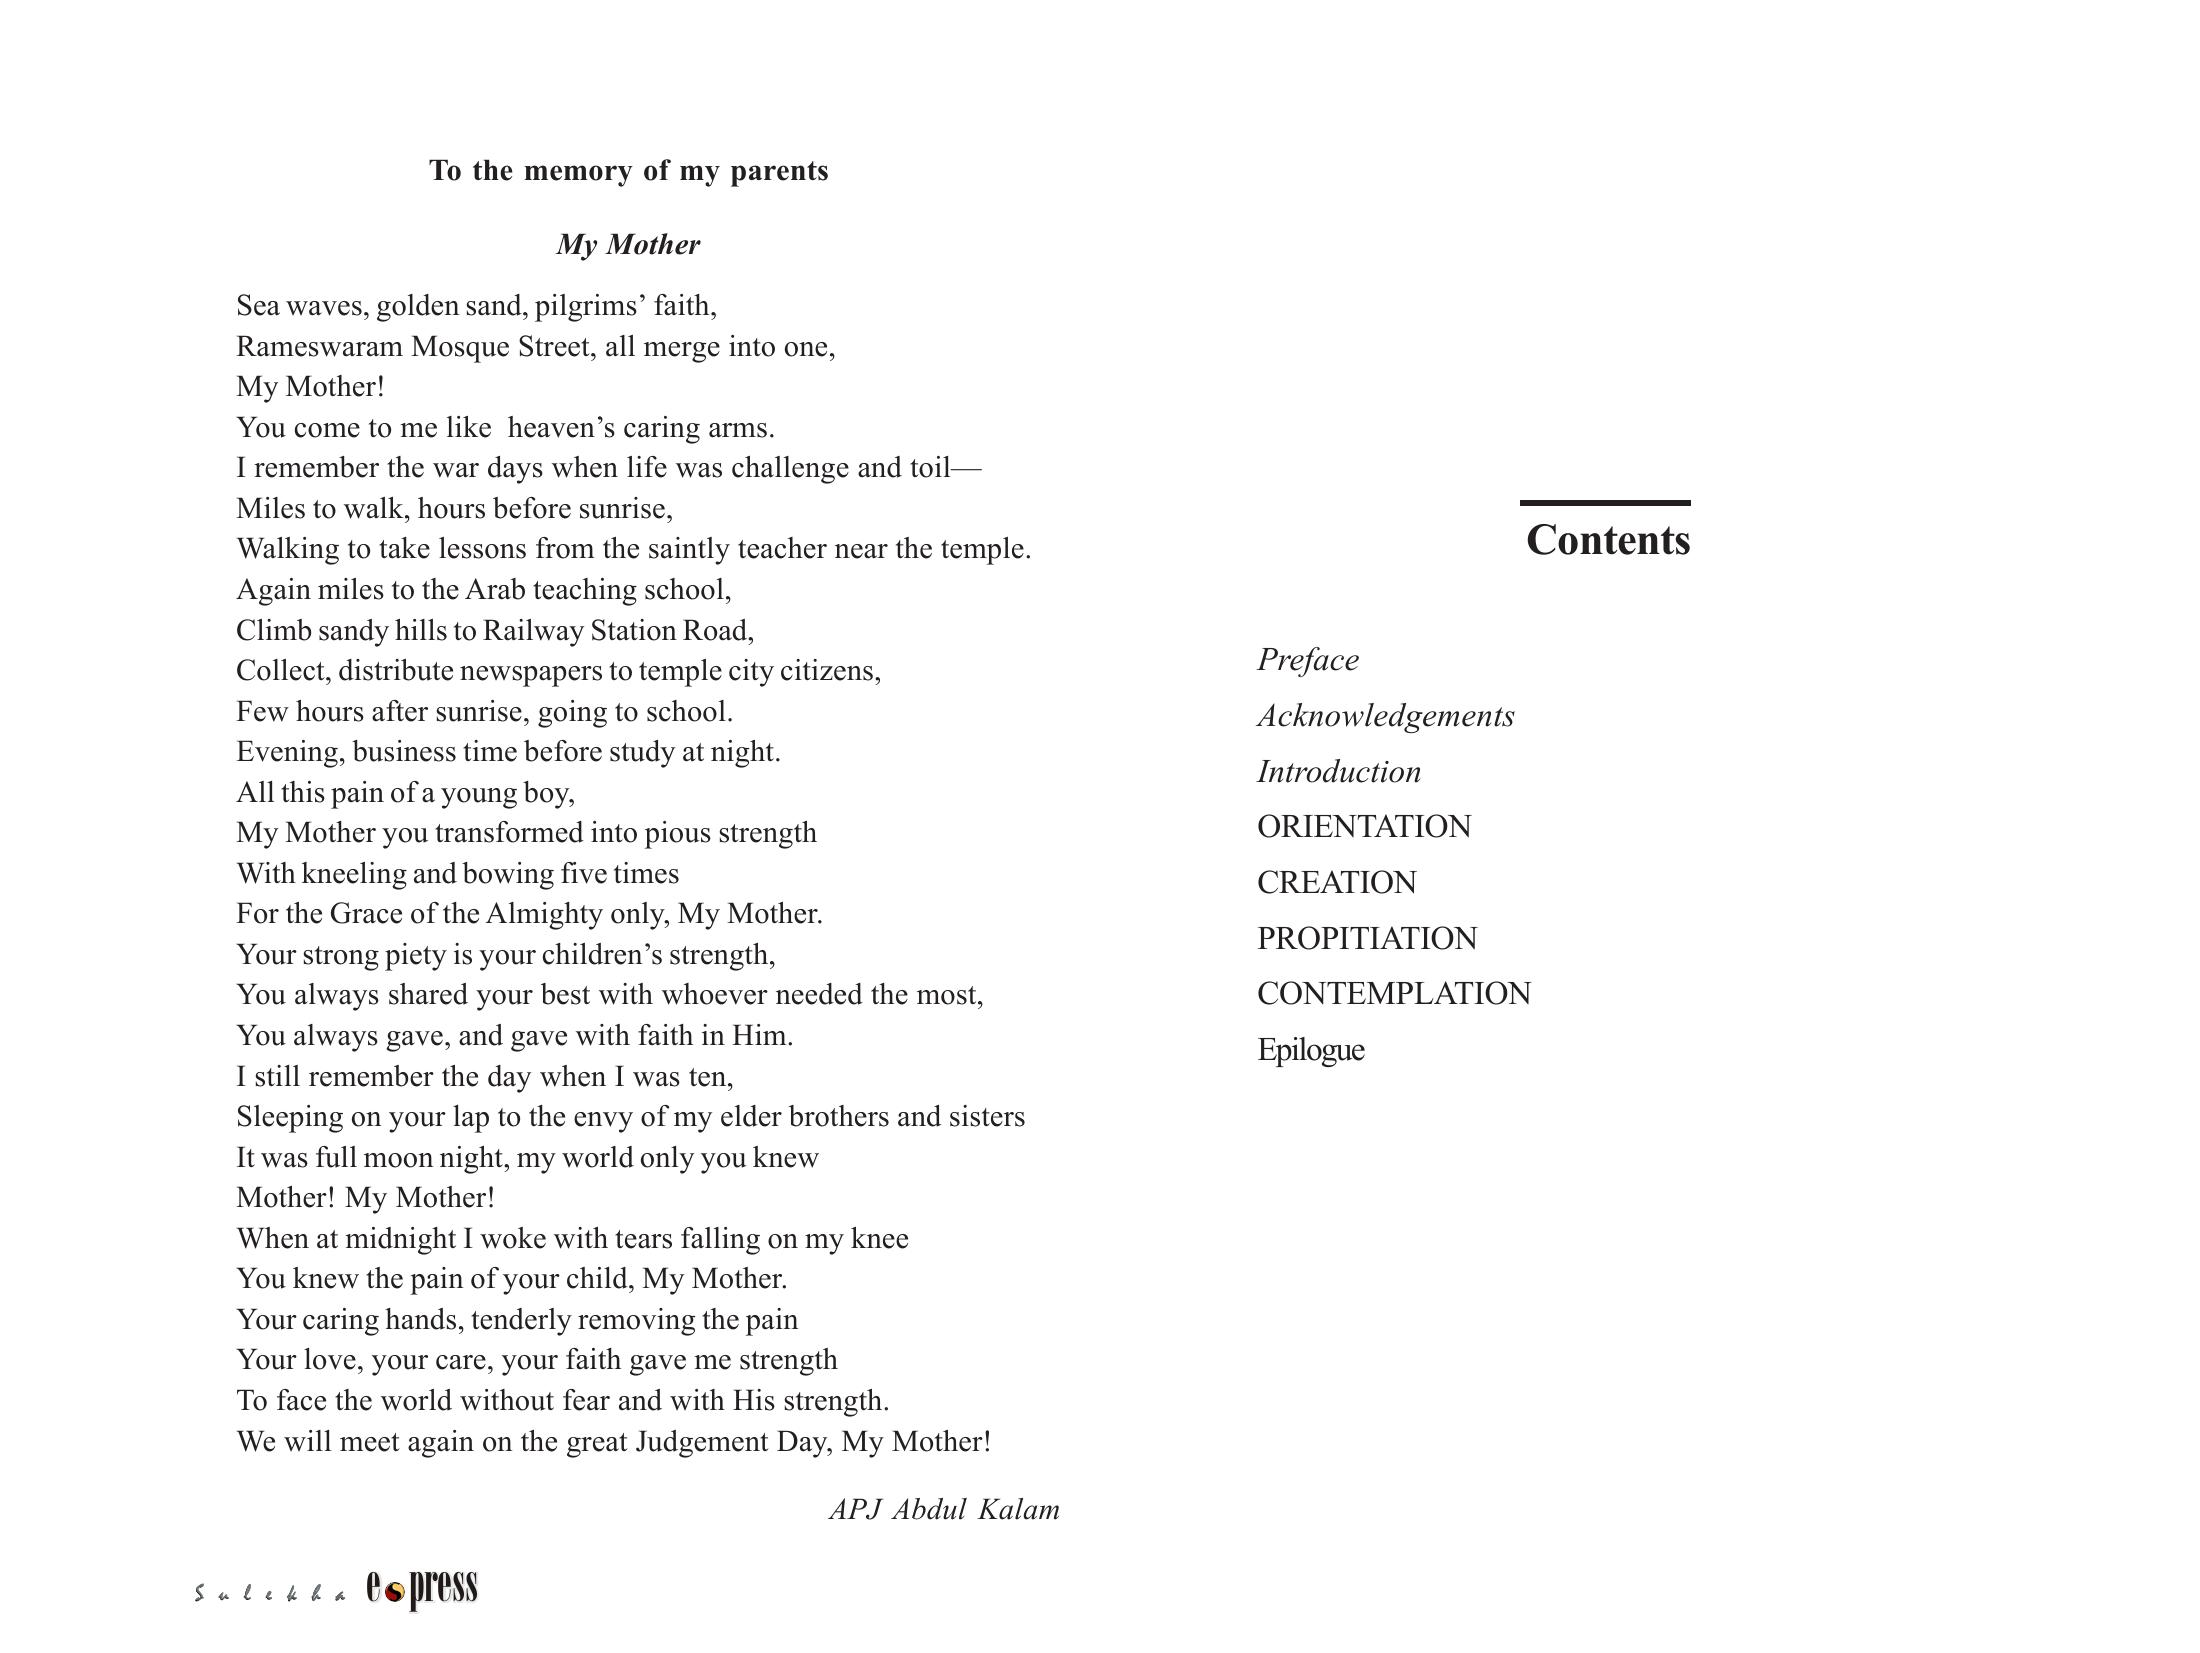 To the memory of my parents
My Mother
Sea waves, golden sand, pilgrims’ faith,
Rameswaram Mosque Street, all merge into one,
My Mother!
You come to me like  heaven’s caring arms.
I remember the war days when life was challenge and toil—
Miles to walk, hours before sunrise,
Walking to take lessons from the saintly teacher near the temple.
Again miles to the Arab teaching school,
Climb sandy hills to Railway Station Road,
Collect, distribute newspapers to temple city citizens,
Few hours after sunrise, going to school.
Evening, business time before study at night.
All this pain of a young boy,
My Mother you transformed into pious strength
With kneeling and bowing five times
For the Grace of the Almighty only, My Mother.
Your strong piety is your children’s strength,
You always shared your best with whoever needed the most,
You always gave, and gave with faith in Him.
I still remember the day when I was ten,
Sleeping on your lap to the envy of my elder brothers and sisters
It was full moon night, my world only you knew
Mother! My Mother!
When at midnight I woke with tears falling on my knee
You knew the pain of your child, My Mother.
Your caring hands, tenderly removing the pain
Your love, your care, your faith gave me strength
To face the world without fear and with His strength.
We will meet again on the great Judgement Day, My Mother!
APJ Abdul Kalam
Sulekha e press
Contents
Preface
Acknowledgements
Introduction
ORIENTATION
CREATION
PROPITIATION
CONTEMPLATION
Epilogue